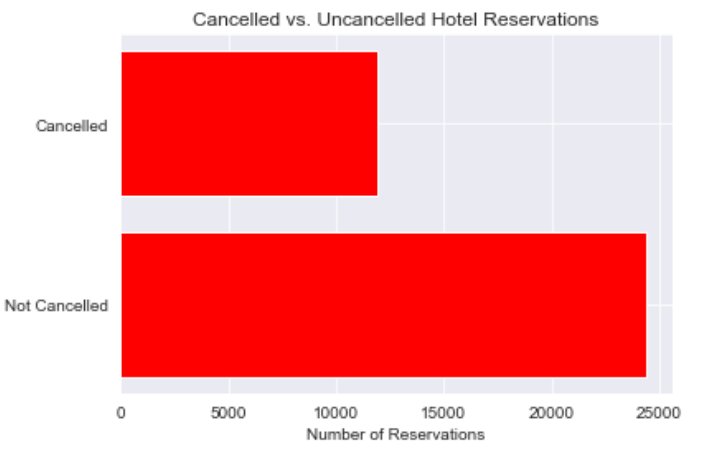 Cancelled vs. Uncancelled Hotel Reservations
Cancelled
Not Cancelled
0 5000 10000 15000 20000 25000
Number of Reservations